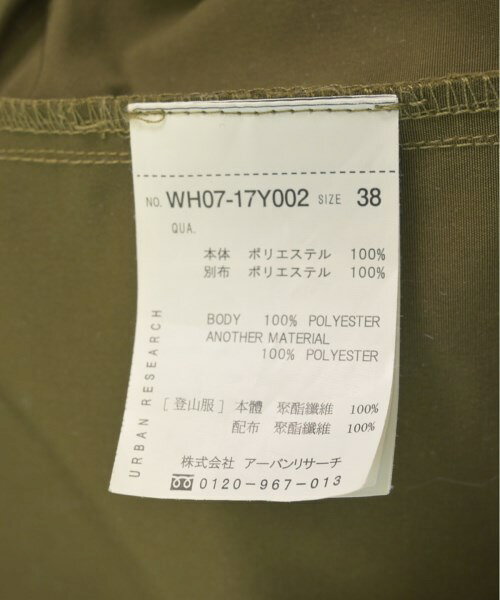 NO. WH07-17Y002 SIZE 38
QUA.
本体 ポリエステル 100%
別布 ポリエステル 100%
BODY 100% POLYESTER
ANOTHER MATERIAL
100% POLYESTER
[登山服] 本體 聚酯纖維 100%
配布 聚酯纖維 100%
株式会社 アーバンリサーチ
0120-967-013
URBAN RESEARCH